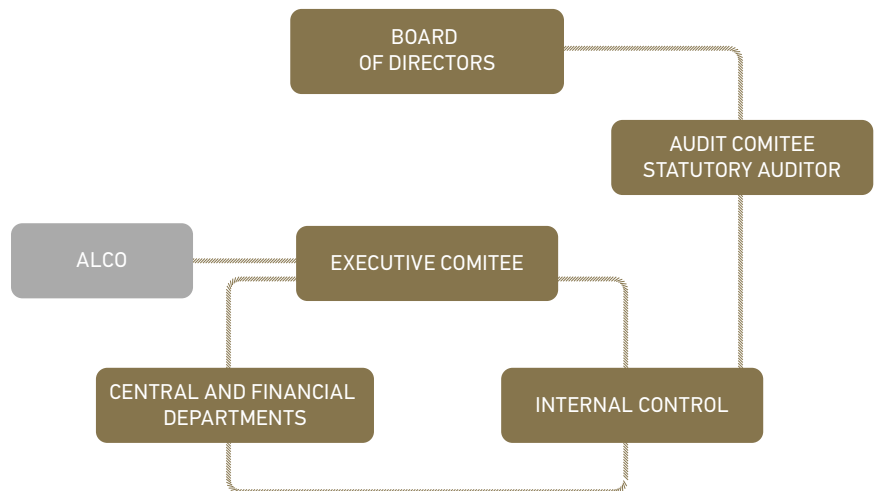 BOARD
OF DIRECTORS
AUDIT COMITEE
STATUTORY AUDITOR
ALCO
EXECUTIVE COMITEE
CENTRAL AND FINANCIAL
DEPARTMENTS
INTERNAL CONTROL